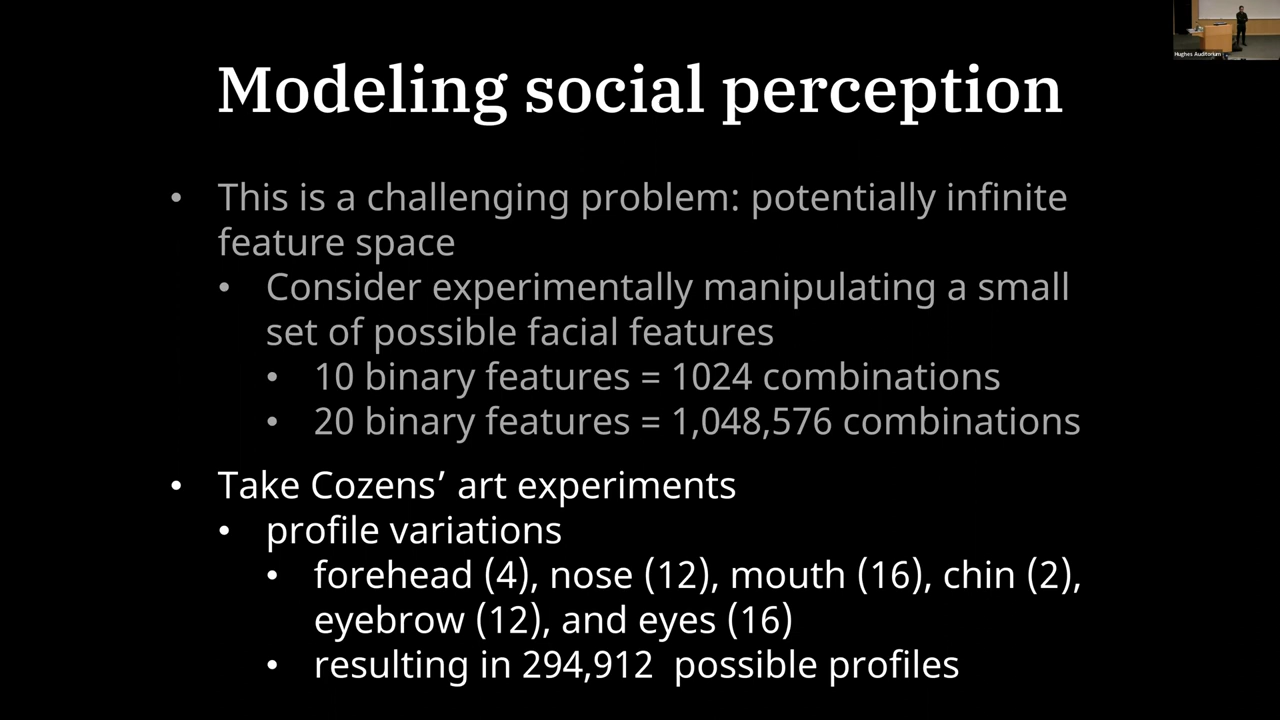 Modeling social perception
Hughes Auditorium
• This is a challenging problem: potentially infinite
feature space
• Consider experimentally manipulating a small
set of possible facial features
• 10 binary features = 1024 combinations
• 20 binary features = 1,048,576 combinations
• Take Cozens’ art experiments
• profile variations
• forehead (4), nose (12), mouth (16), chin (2),
eyebrow (12), and eyes (16)
• resulting in 294,912 possible profiles